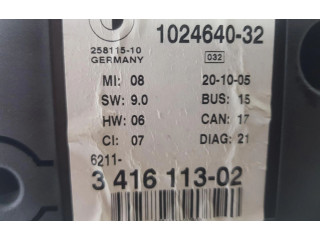 1024640-32
258115-10
GERMANY
032
MI: 08 20-10-05
SW: 9.0 BUS: 15
HW: 06 CAN: 17
CI: 07 DIAG: 21
6211-
3 416 113-02